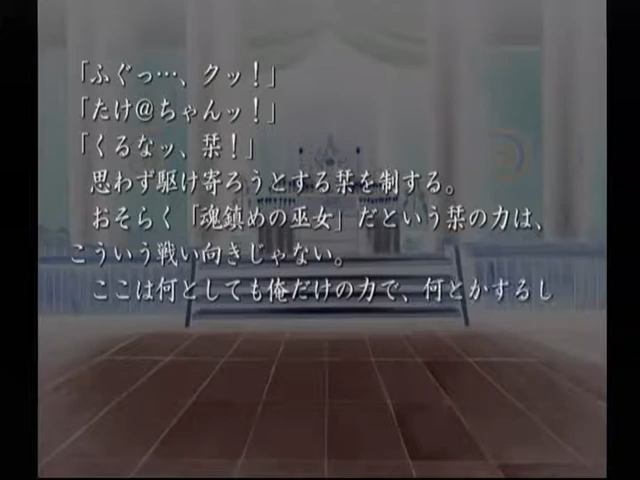 「ふぐっ…、クッ！」
「たけ@ちゃんッ！」
「くるなッ、栞！」
思わず駆け寄ろうとする栞を制する。
おそらく「魂鎮めの巫女」だという栞の力は、
こういう戦い向きじゃない。
ここは何としても俺だけの力で、何とかするし